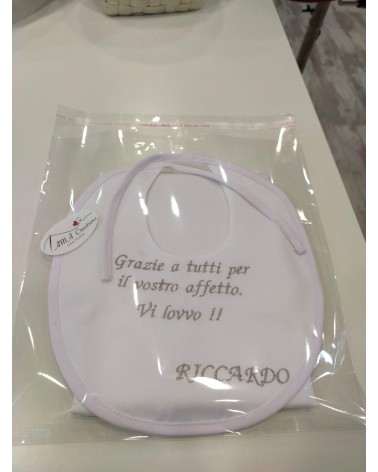 Grazie a tutti per
il vostro affetto.
Vi lovvo !!
RICCARDO